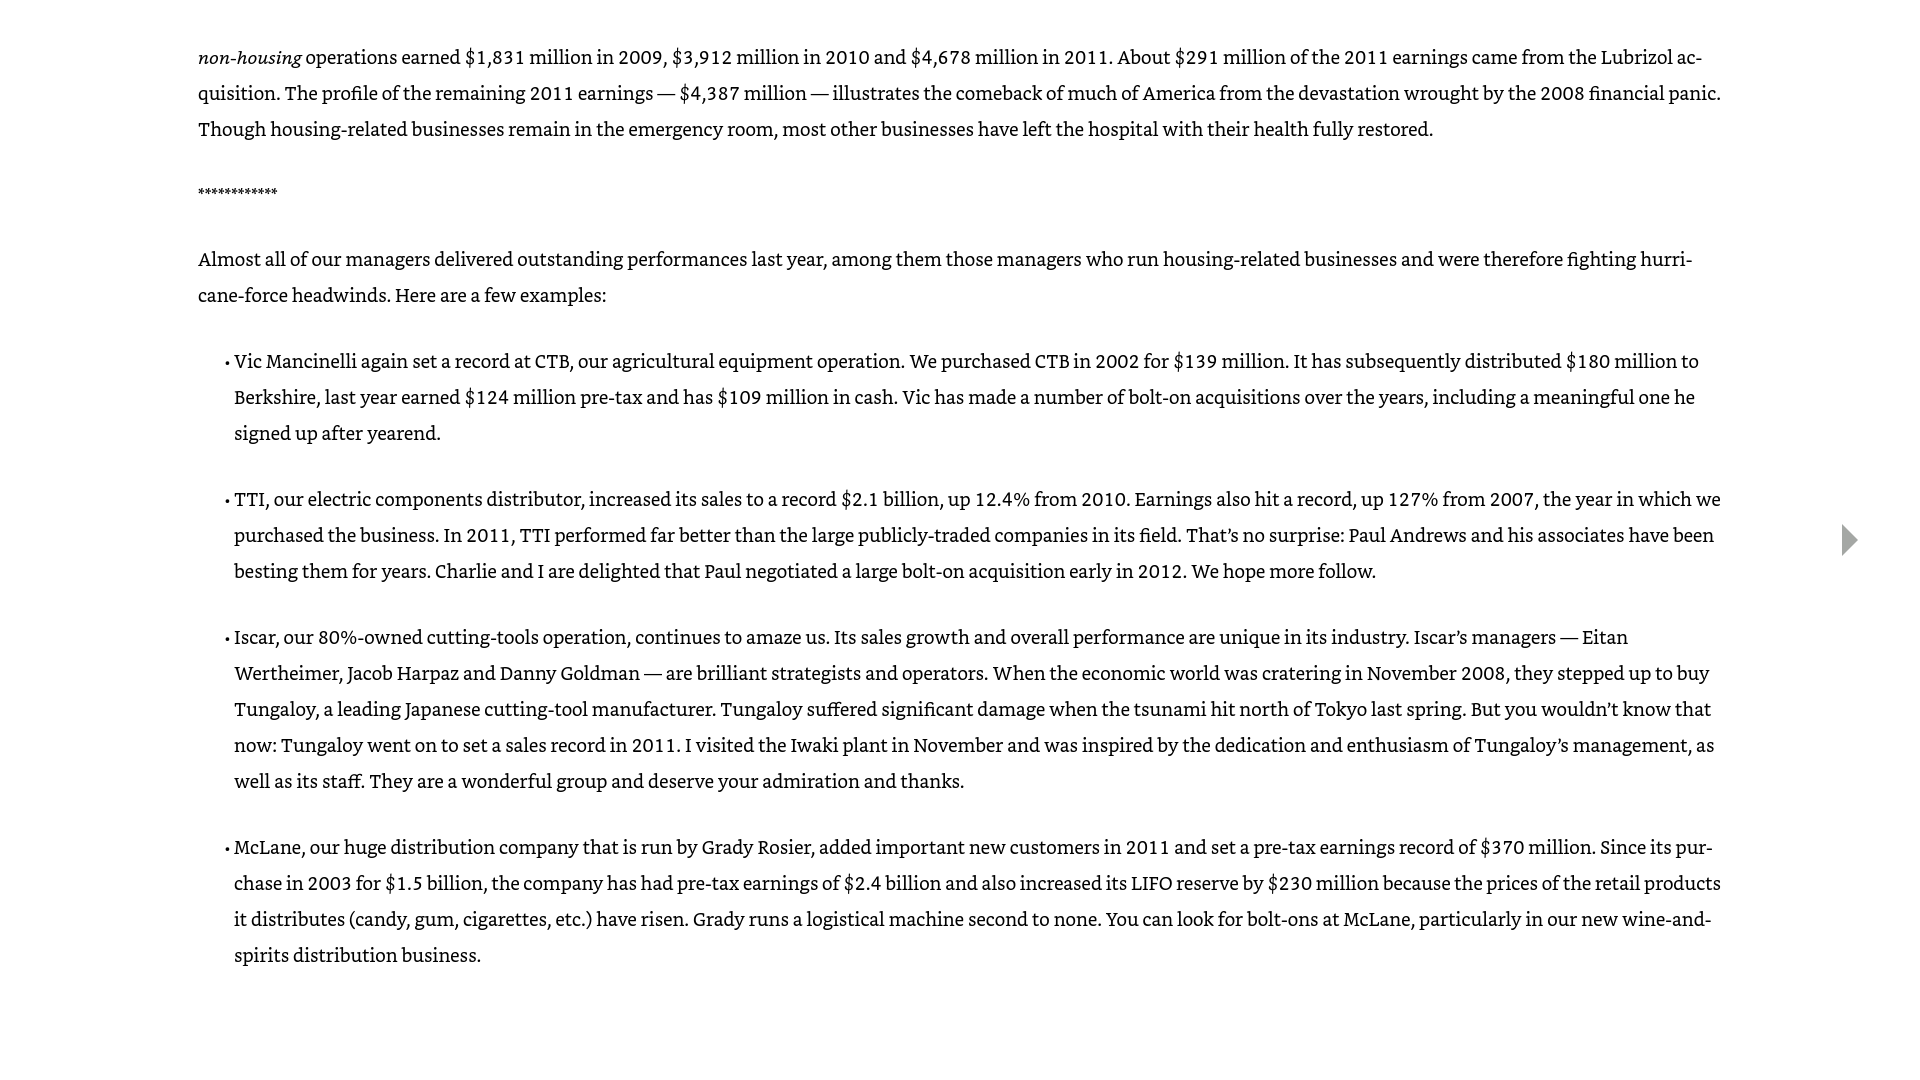 non-housing operations earned $1,831 million in 2009, $3,912 million in 2010 and $4,678 million in 2011. About $291 million of the 2011 earnings came from the Lubrizol ac-
quisition. The profile of the remaining 2011 earnings — $4,387 million — illustrates the comeback of much of America from the devastation wrought by the 2008 financial panic.
Though housing-related businesses remain in the emergency room, most other businesses have left the hospital with their health fully restored.
************
Almost all of our managers delivered outstanding performances last year, among them those managers who run housing-related businesses and were therefore fighting hurri-
cane-force headwinds. Here are a few examples:
• Vic Mancinelli again set a record at CTB, our agricultural equipment operation. We purchased CTB in 2002 for $139 million. It has subsequently distributed $180 million to
Berkshire, last year earned $124 million pre-tax and has $109 million in cash. Vic has made a number of bolt-on acquisitions over the years, including a meaningful one he
signed up after yearend.
• TTI, our electric components distributor, increased its sales to a record $2.1 billion, up 12.4% from 2010. Earnings also hit a record, up 127% from 2007, the year in which we
purchased the business. In 2011, TTI performed far better than the large publicly-traded companies in its field. That’s no surprise: Paul Andrews and his associates have been
besting them for years. Charlie and I are delighted that Paul negotiated a large bolt-on acquisition early in 2012. We hope more follow.
• Iscar, our 80%-owned cutting-tools operation, continues to amaze us. Its sales growth and overall performance are unique in its industry. Iscar’s managers — Eitan
Wertheimer, Jacob Harpaz and Danny Goldman — are brilliant strategists and operators. When the economic world was cratering in November 2008, they stepped up to buy
Tungaloy, a leading Japanese cutting-tool manufacturer. Tungaloy suffered significant damage when the tsunami hit north of Tokyo last spring. But you wouldn’t know that
now: Tungaloy went on to set a sales record in 2011. I visited the Iwaki plant in November and was inspired by the dedication and enthusiasm of Tungaloy’s management, as
well as its staff. They are a wonderful group and deserve your admiration and thanks.
• McLane, our huge distribution company that is run by Grady Rosier, added important new customers in 2011 and set a pre-tax earnings record of $370 million. Since its pur-
chase in 2003 for $1.5 billion, the company has had pre-tax earnings of $2.4 billion and also increased its LIFO reserve by $230 million because the prices of the retail products
it distributes (candy, gum, cigarettes, etc.) have risen. Grady runs a logistical machine second to none. You can look for bolt-ons at McLane, particularly in our new wine-and-
spirits distribution business.